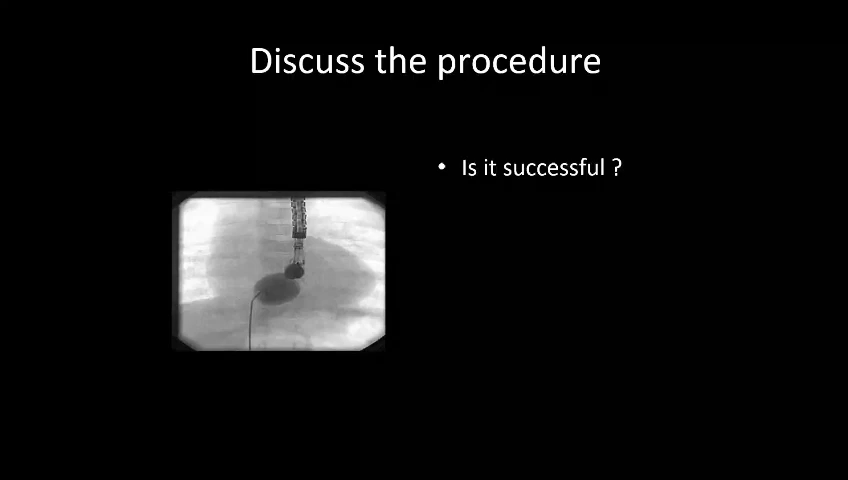 Discuss the procedure
• Is it successful ?